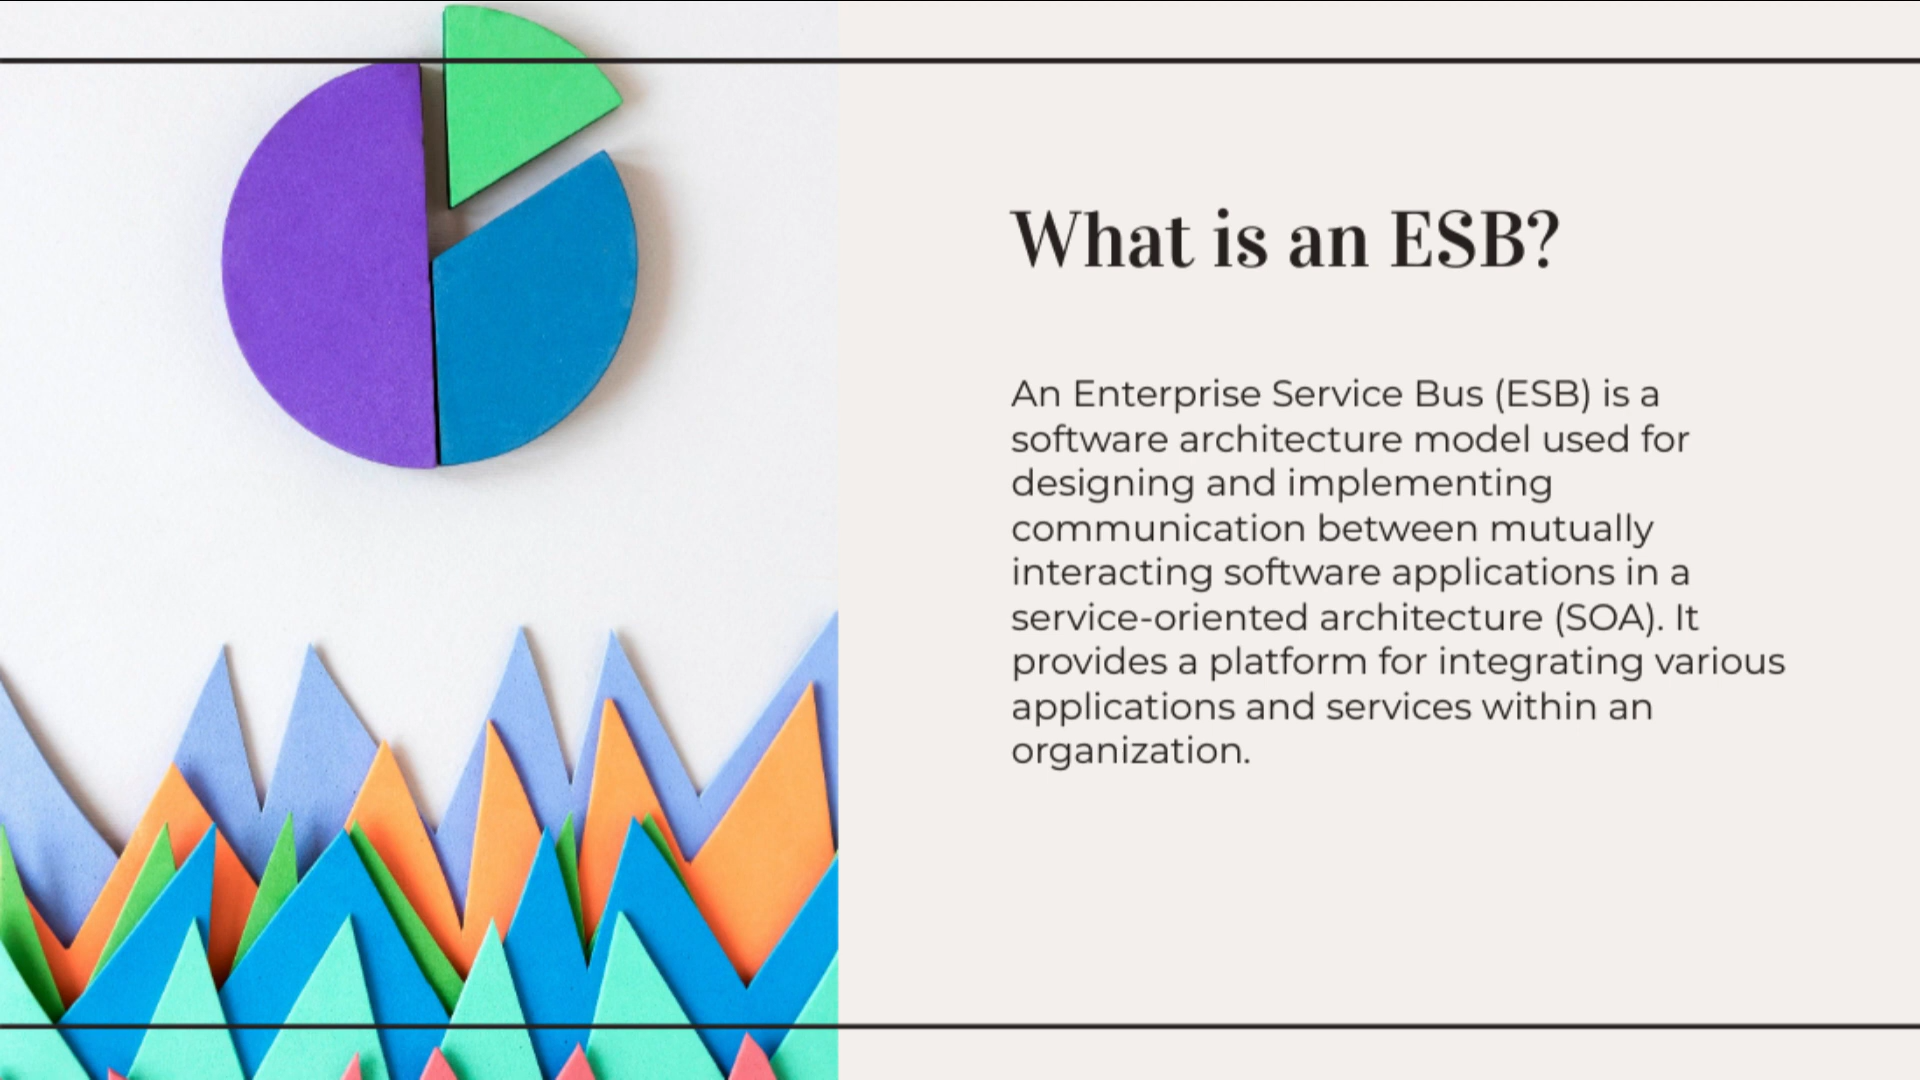 What is an ESB?
An Enterprise Service Bus (ESB) is a
software architecture model used for
designing and implementing
communication between mutually
interacting software applications in a
service-oriented architecture (SOA). It
provides a platform for integrating various
applications and services within an
organization.